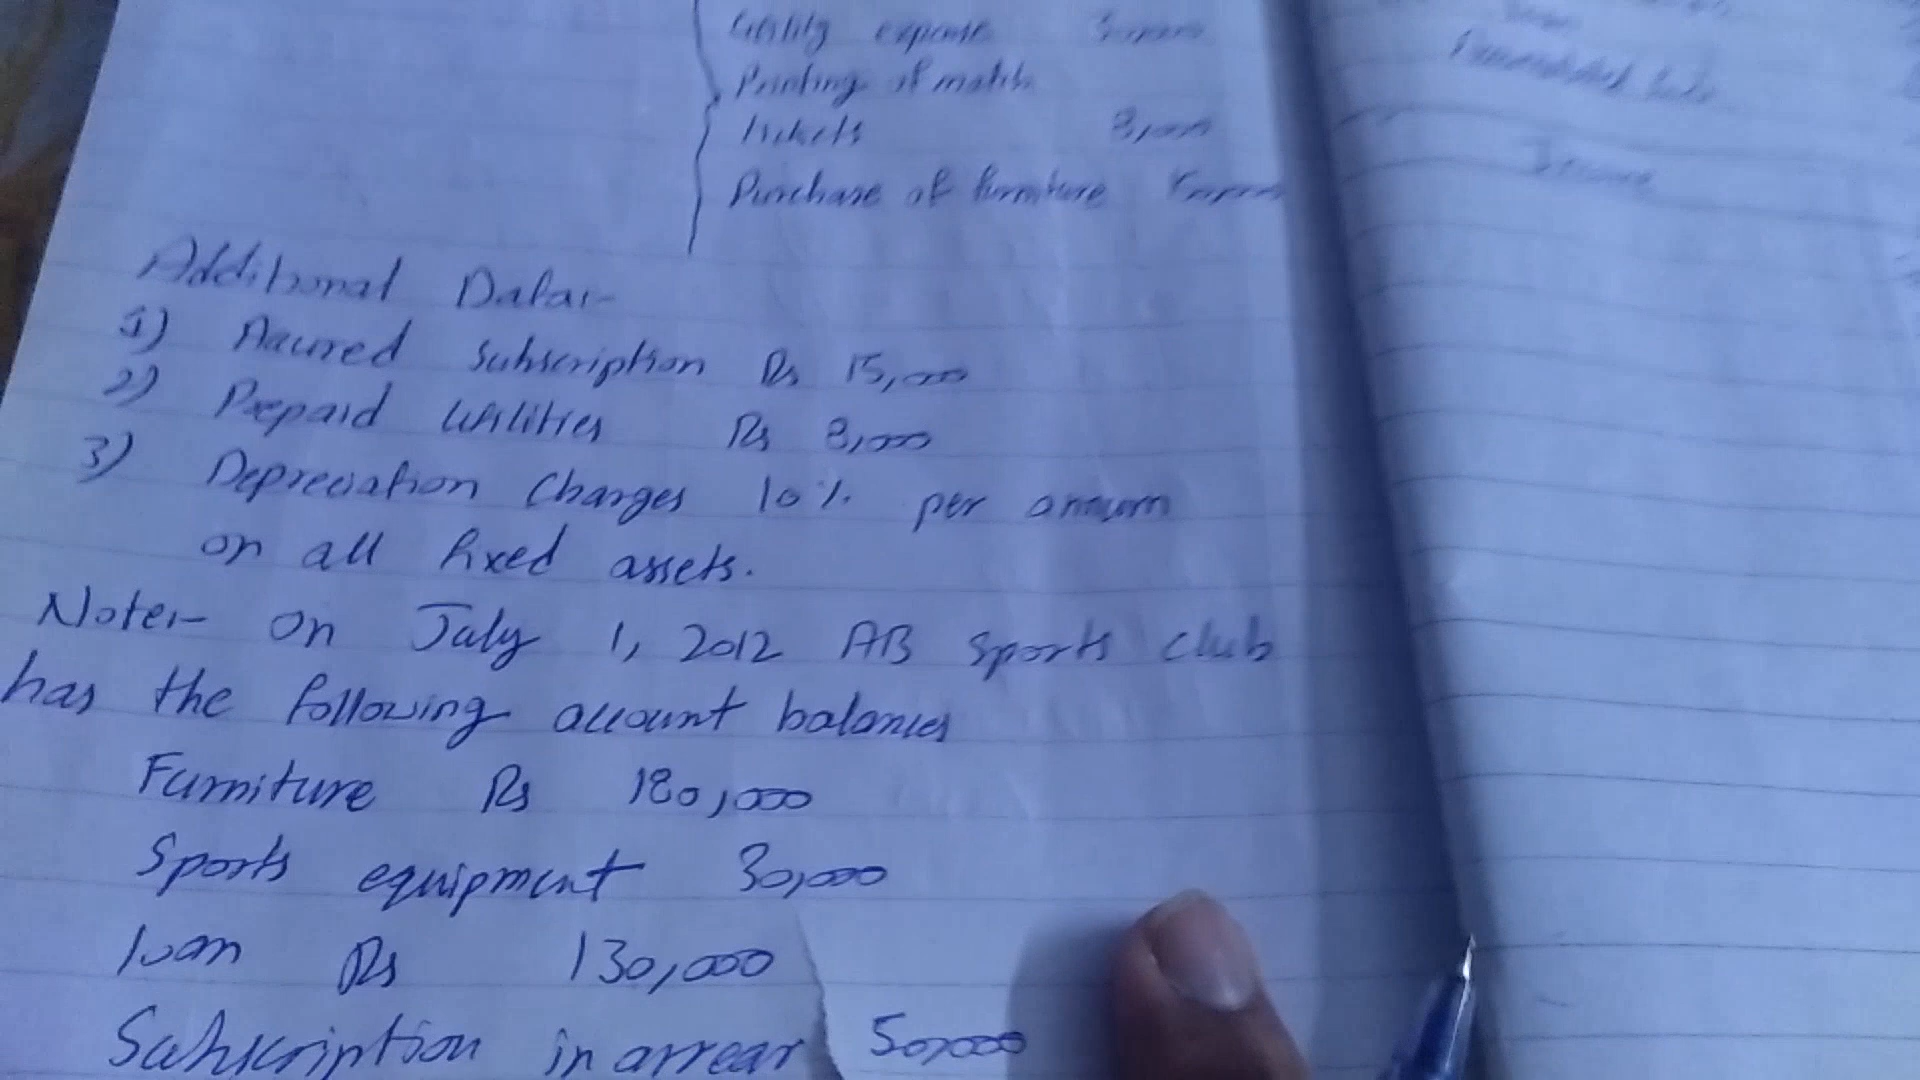 Utility expense
Printing of match
tickets 8,000
Purchase of furniture
Additional Data:-
1) Accured Subscription Rs 15,000
2) Prepaid Utilities Rs 8,000
3) Depreciation Charges 10% per annum
on all fixed assets.
Note:- On July 1, 2012 AB Sports club
has the following account balances
Furniture Rs 180,000
Sports equipment 30,000
loan Rs 130,000
Subscription in arrear 50,000
Income